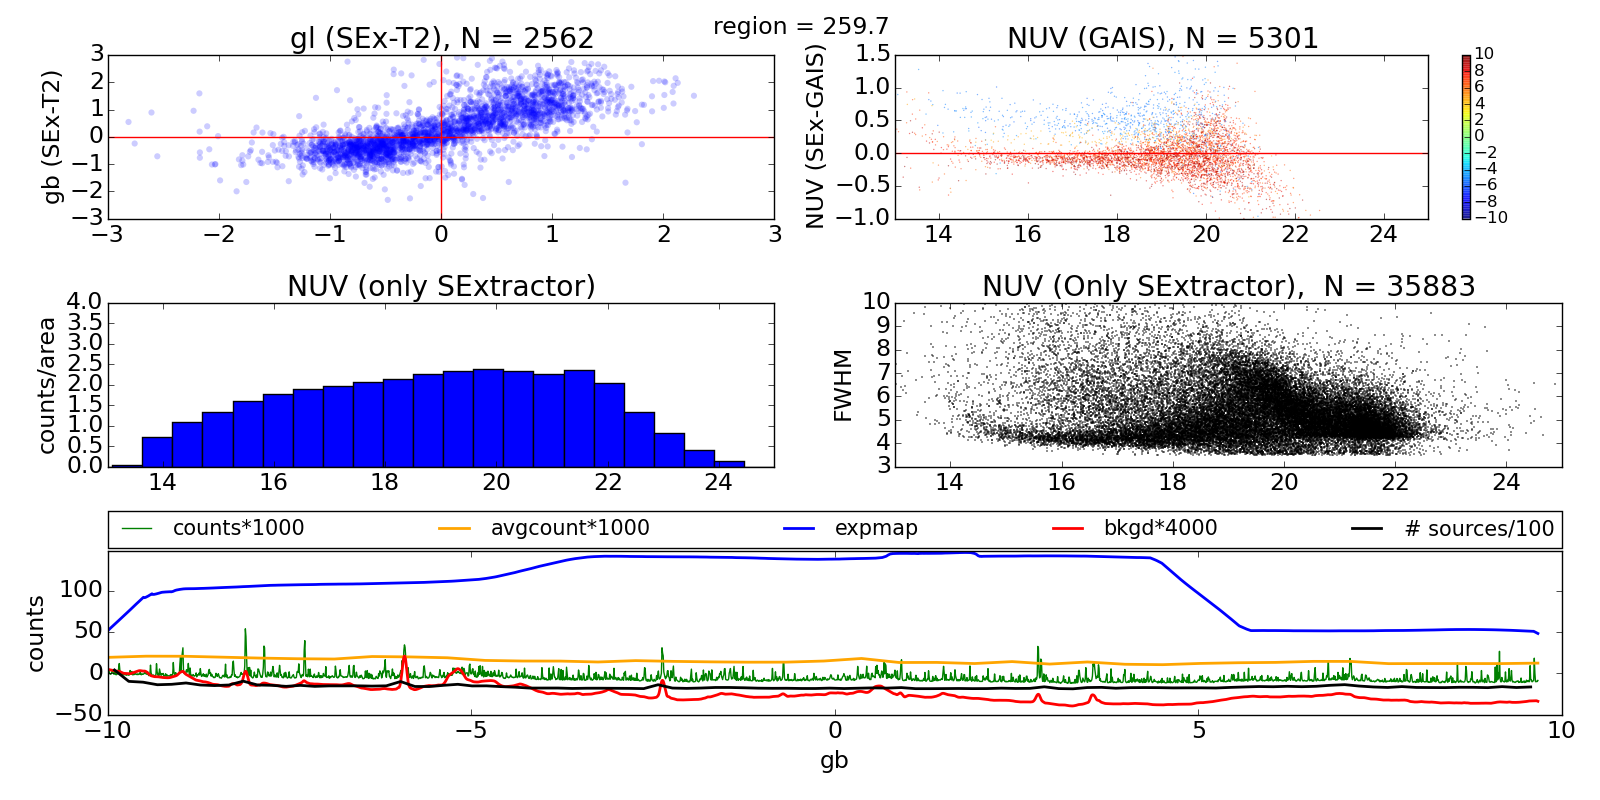 region = 259.7
gl (SEx-T2), N = 2562
3
2
1
0
−1
−2
−3
gb (SEx-T2)
−3 −2 −1 0 1 2 3
NUV (GAIS), N = 5301
1.5
1.0
0.5
0.0
−0.5
−1.0
NUV (SEx-GAIS)
14 16 18 20 22 24
10
8
6
4
2
0
−2
−4
−6
−8
−10
NUV (only SExtractor)
4.0
3.5
3.0
2.5
2.0
1.5
1.0
0.5
0.0
counts/area
14 16 18 20 22 24
NUV (Only SExtractor), N = 35883
10
9
8
7
6
5
4
3
FWHM
14 16 18 20 22 24
counts*1000 avgcount*1000 expmap bkgd*4000 # sources/100
100
50
0
−50
counts
−10 −5 0 5 10
gb